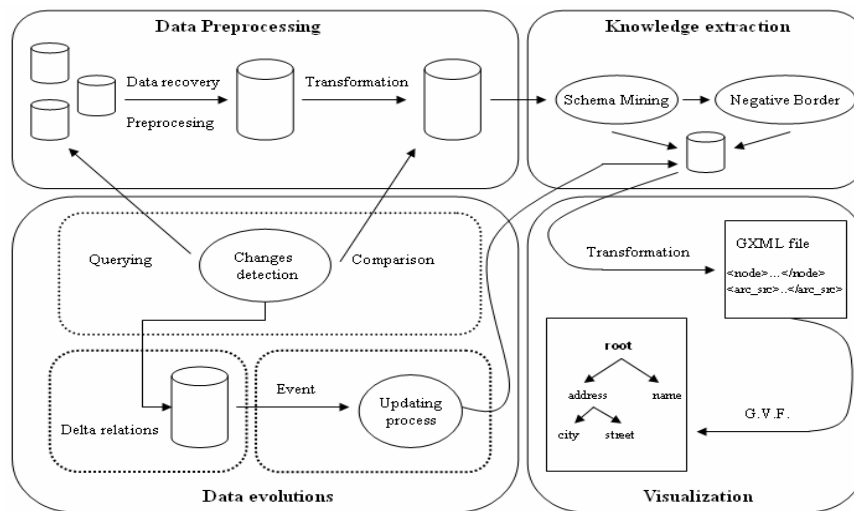 Data Preprocessing
Data recovery
Preprocesing
Transformation
Knowledge extraction
Schema Mining
Negative Border
Querying
Changes
detection
Comparison
Delta relations
Event
Updating
process
Data evolutions
Transformation
GXML file
<node>...</node>
<arc_src>..</arc_src>
root
address
name
city
street
G.V.F.
Visualization